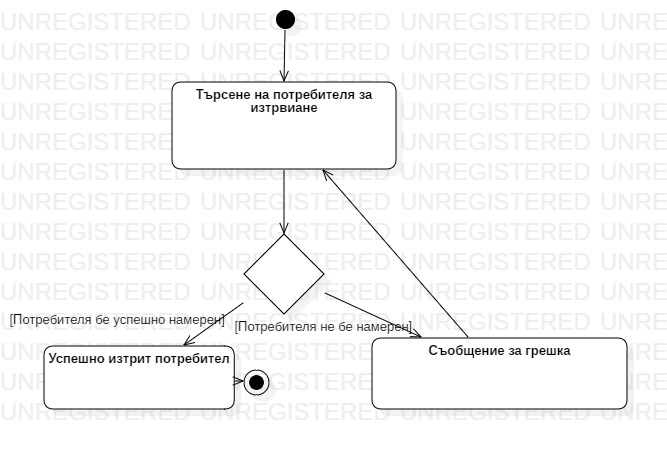 UNREGISTERED
Търсене на потребителя за
изтрвиане
[Потребителя бе успешно намерен]
[Потребителя не бе намерен]
Успешно изтрит потребител
Съобщение за грешка